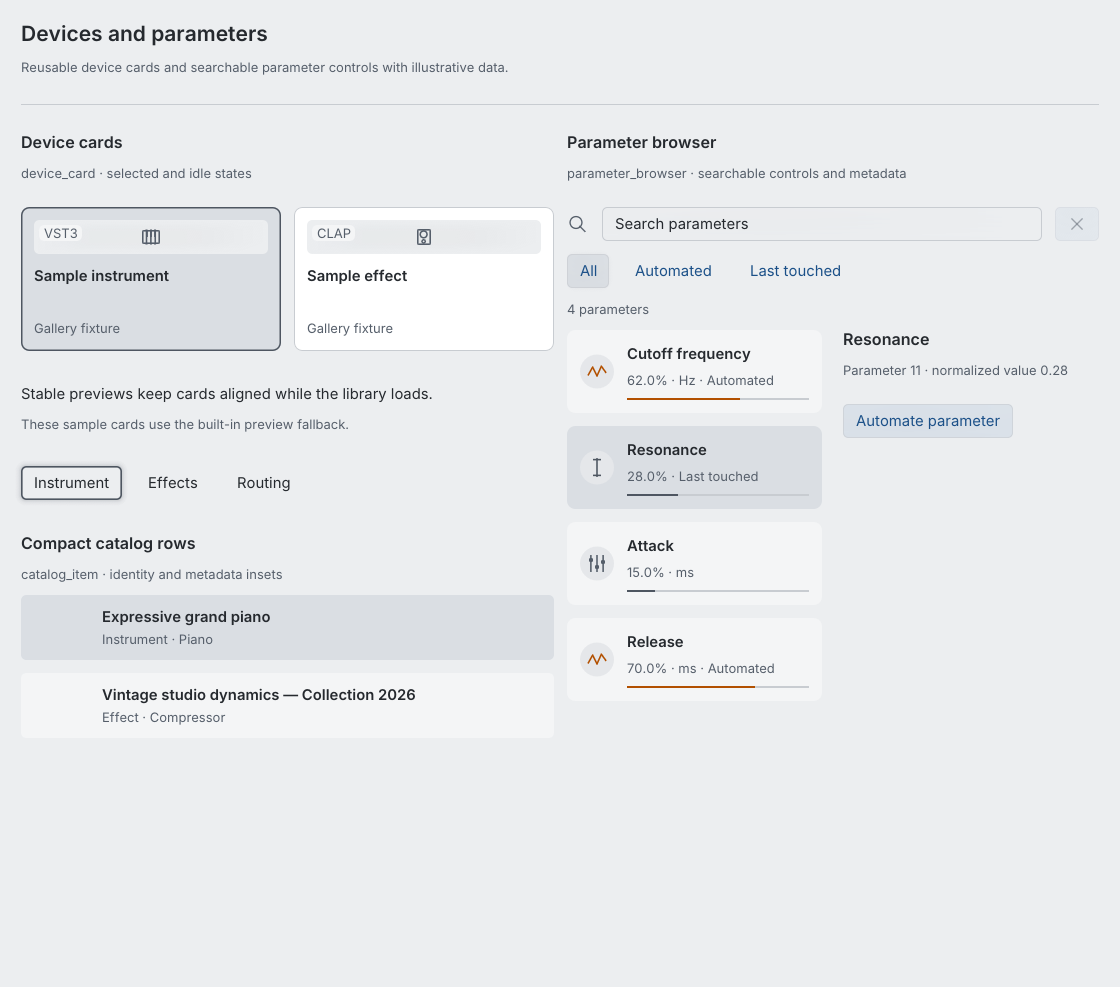 Devices and parameters
Reusable device cards and searchable parameter controls with illustrative data.
Device cards
device_card · selected and idle states
VST3
Sample instrument
Gallery fixture
CLAP
Sample effect
Gallery fixture
Stable previews keep cards aligned while the library loads.
These sample cards use the built-in preview fallback.
Instrument Effects Routing
Compact catalog rows
catalog_item · identity and metadata insets
Expressive grand piano
Instrument · Piano
Vintage studio dynamics — Collection 2026
Effect · Compressor
Parameter browser
parameter_browser · searchable controls and metadata
Search parameters
All Automated Last touched
4 parameters
Cutoff frequency
62.0% · Hz · Automated
Resonance
28.0% · Last touched
Attack
15.0% · ms
Release
70.0% · ms · Automated
Resonance
Parameter 11 · normalized value 0.28
Automate parameter